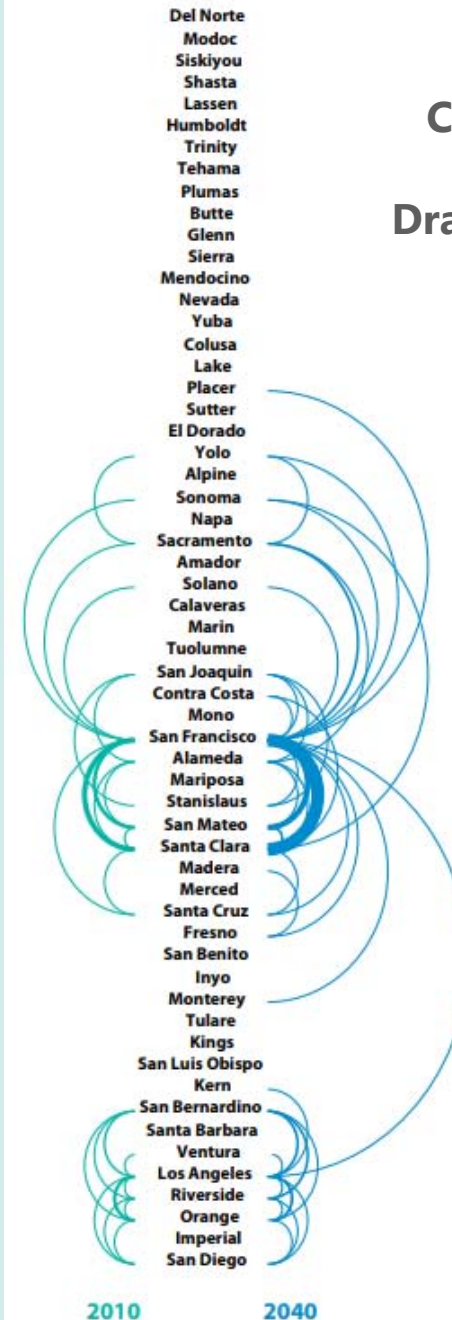 Del Norte
Modoc
Siskiyou
Shasta
Lassen
Humboldt
Trinity
Tehama
Plumas
Butte
Glenn
Sierra
Mendocino
Nevada
Yuba
Colusa
Lake
Placer
Sutter
El Dorado
Yolo
Alpine
Sonoma
Napa
Sacramento
Amador
Solano
Calaveras
Marin
Tuolumne
San Joaquin
Contra Costa
Mono
San Francisco
Alameda
Mariposa
Stanislaus
San Mateo
Santa Clara
Madera
Merced
Santa Cruz
Fresno
San Benito
Inyo
Monterey
Tulare
Kings
San Luis Obispo
Kern
San Bernardino
Santa Barbara
Ventura
Los Angeles
Riverside
Orange
Imperial
San Diego
2010 2040